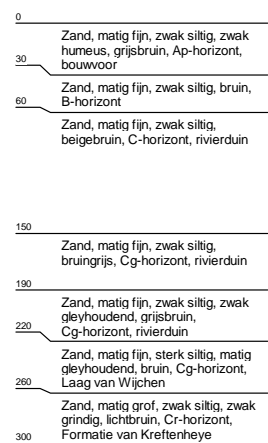 0
Zand, matig fijn, zwak siltig, zwak
humeus, grijsbruin, Ap-horizont,
bouwvoor
30
Zand, matig fijn, zwak siltig, bruin,
B-horizont
60
Zand, matig fijn, zwak siltig,
beigebruin, C-horizont, rivierduin
150
Zand, matig fijn, zwak siltig,
bruingrijs, Cg-horizont, rivierduin
190
Zand, matig fijn, zwak siltig, zwak
gleyhoudend, grijsbruin,
Cg-horizont, rivierduin
220
Zand, matig fijn, sterk siltig, matig
gleyhoudend, bruin, Cg-horizont,
Laag van Wijchen
260
Zand, matig grof, zwak siltig, zwak
grindig, lichtbruin, Cr-horizont,
Formatie van Kreftenheye
300